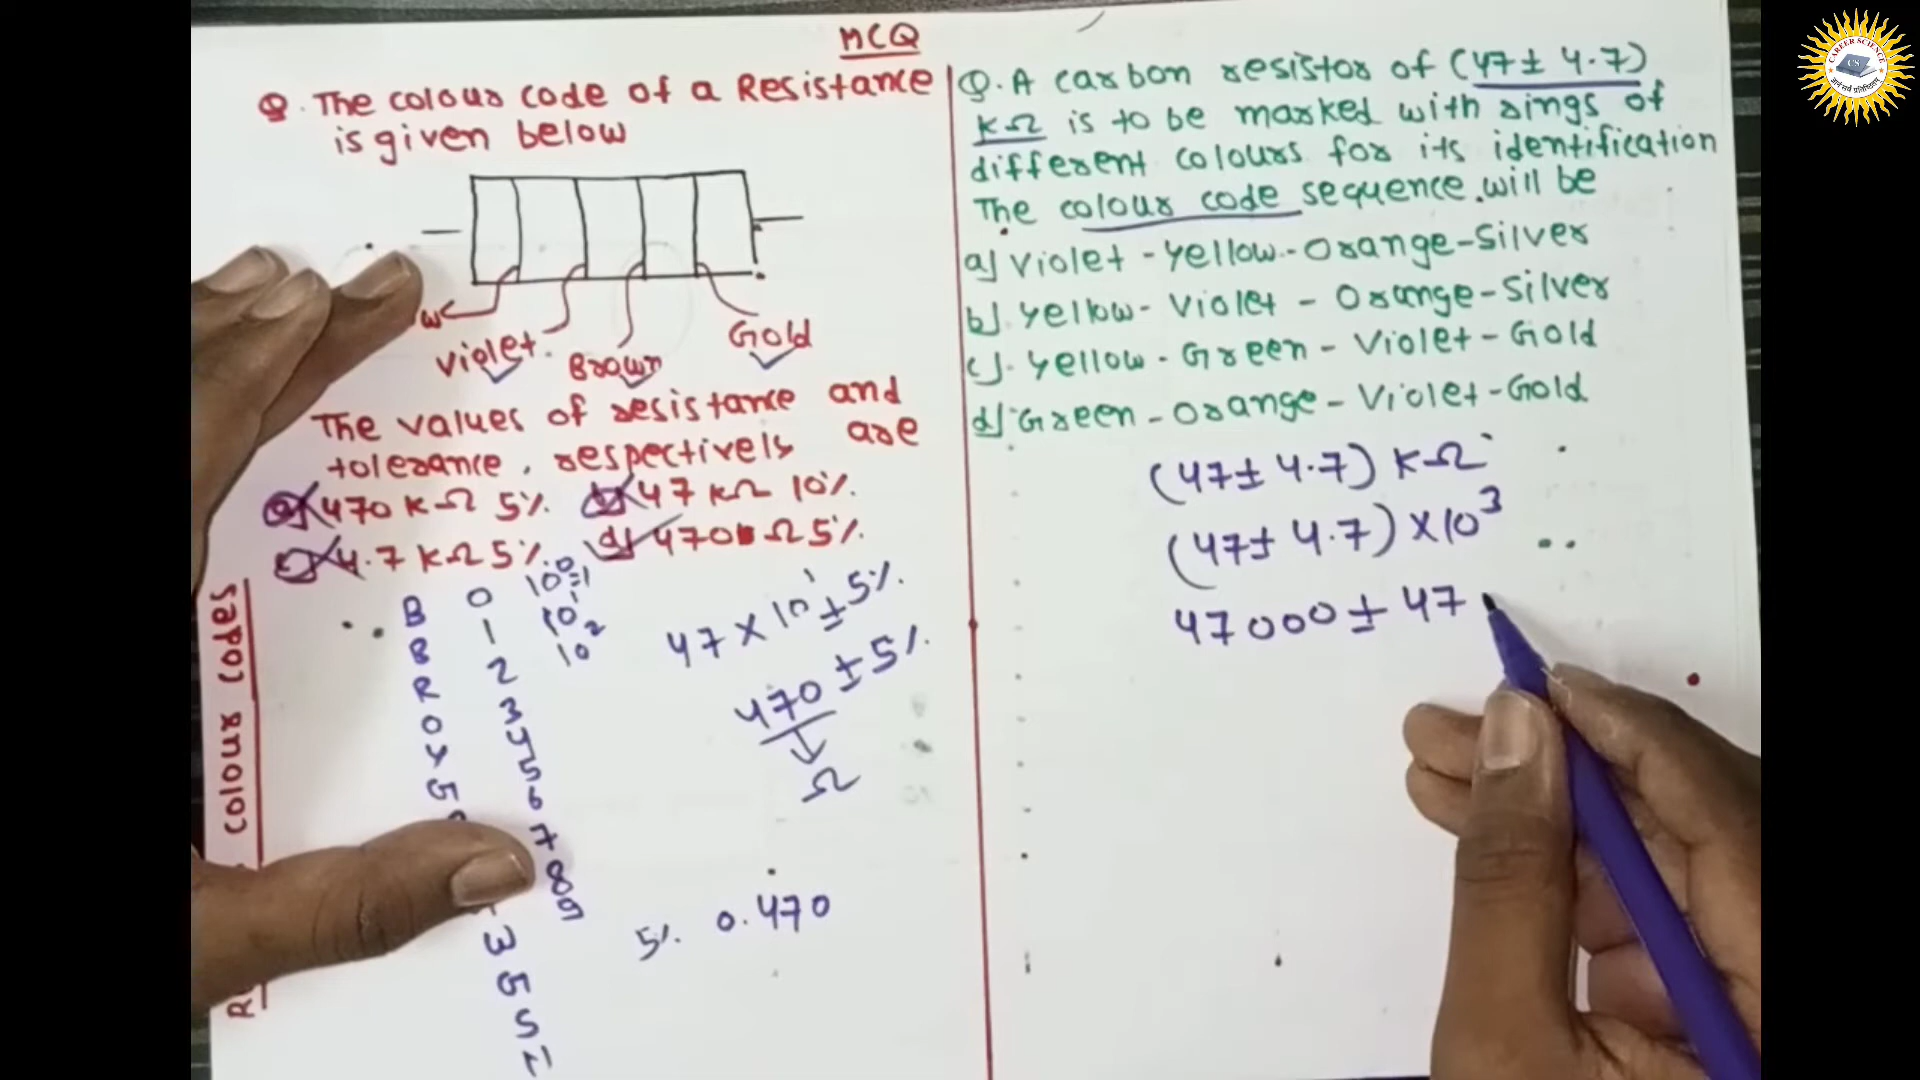 MCQ
Q. The colour code of a Resistance
is given below
Violet.
Brown
Gold
The values of resistance and
tolerance, respectively are
a) 470 KΩ 5% b) 47 KΩ 10%.
c) 4.7 KΩ 5% d) 470 Ω 5%
B 0 10⁰=1
B 1 10¹
R 2 10²
O 3
Y
5
6
7
8
9
47 × 10¹ ± 5%
470 ± 5%
Ω
5% 0.470
colour
Q. A carbon resistor of (47 ± 4.7)
KΩ is to be marked with rings of
different colours for its identification
The colour code sequence will be
a) Violet - Yellow - Orange - Silver
b) Yellow - Violet - Orange - Silver
c) Yellow - Green - Violet - Gold
d) Green - Orange - Violet - Gold
(47 ± 4.7) KΩ
(47 ± 4.7) × 10³
47000 ± 47
CAREER SCIENCE
CS